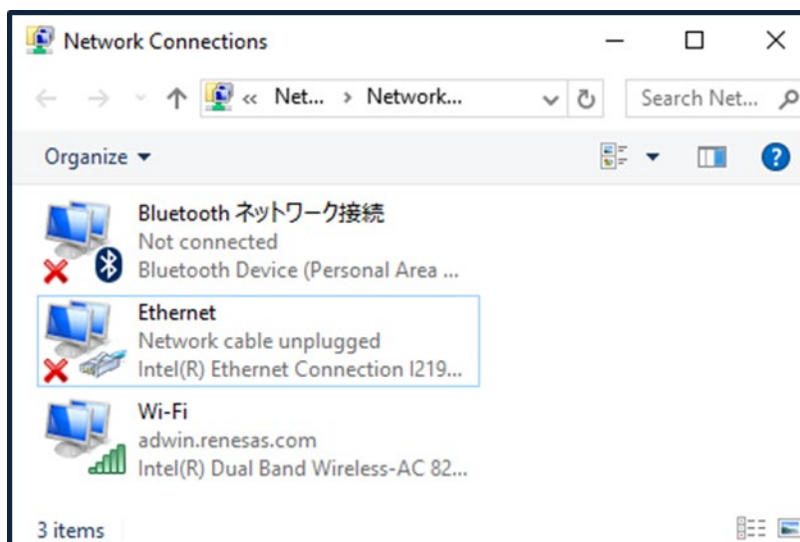 Network Connections
« Net... › Network...
Search Net...
Organize
Bluetooth ネットワーク接続
Not connected
Bluetooth Device (Personal Area ...
Ethernet
Network cable unplugged
Intel(R) Ethernet Connection I219...
Wi-Fi
adwin.renesas.com
Intel(R) Dual Band Wireless-AC 82...
3 items